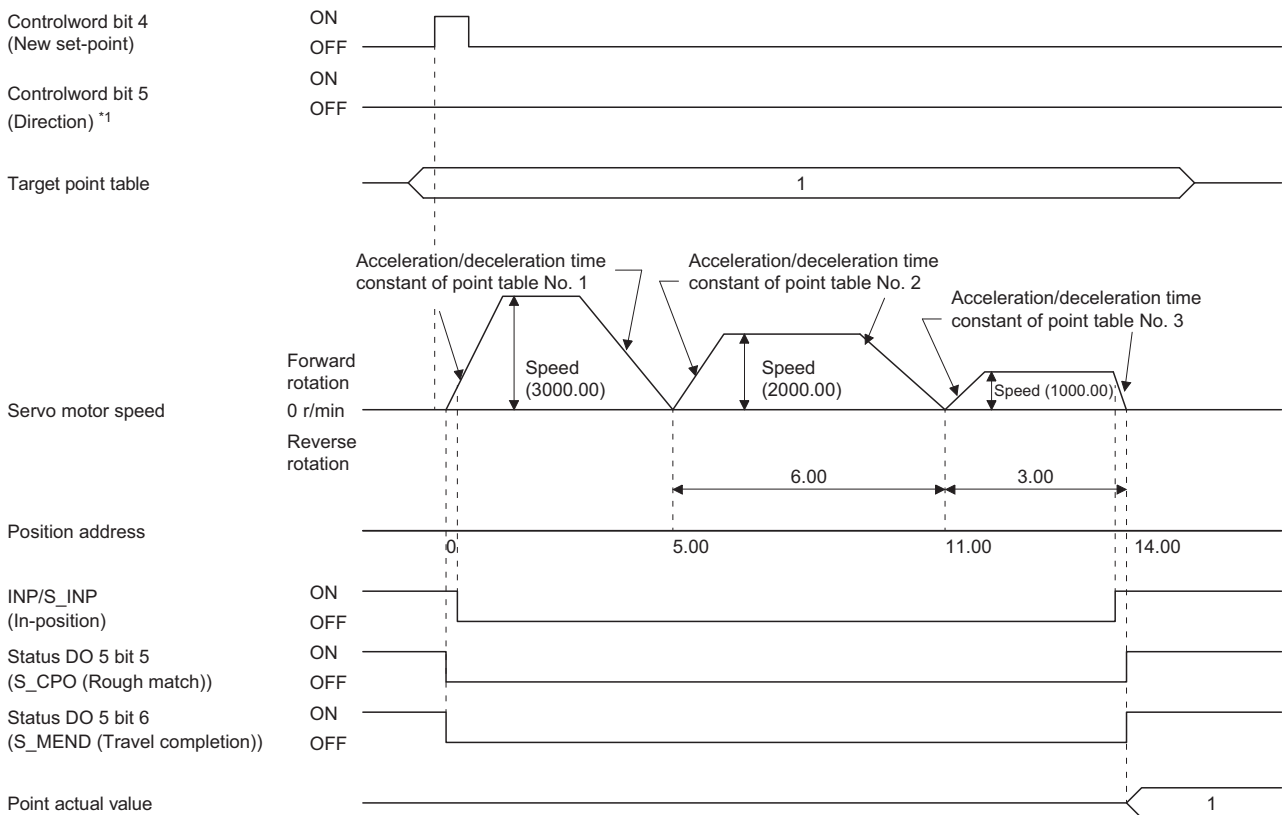 Controlword bit 4
(New set-point)
ON
OFF
Controlword bit 5
(Direction) *1
ON
OFF
Target point table
1
Acceleration/deceleration time
constant of point table No. 1
Acceleration/deceleration time
constant of point table No. 2
Acceleration/deceleration time
constant of point table No. 3
Servo motor speed
Forward
rotation
0 r/min
Reverse
rotation
Speed
(3000.00)
Speed
(2000.00)
Speed (1000.00)
6.00
3.00
Position address
0
5.00
11.00
14.00
INP/S_INP
(In-position)
ON
OFF
Status DO 5 bit 5
(S_CPO (Rough match))
ON
OFF
Status DO 5 bit 6
(S_MEND (Travel completion))
ON
OFF
Point actual value
1